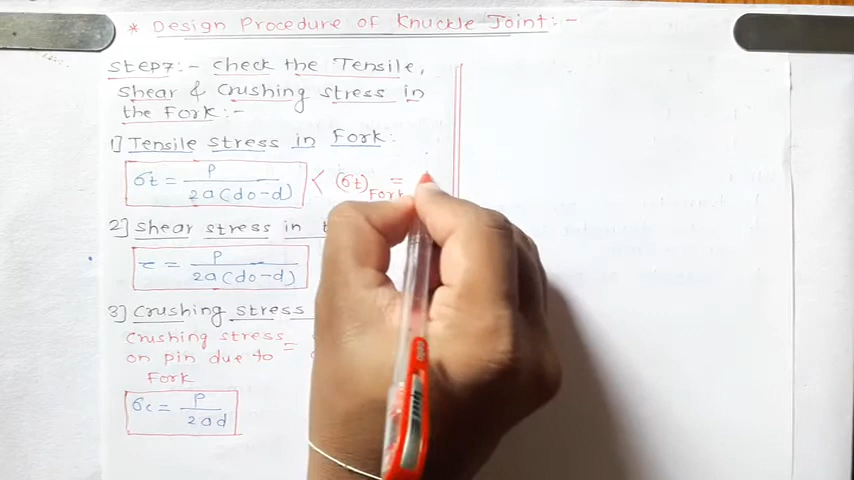 * Design Procedure of Knuckle Joint:-
Step7:- check the Tensile,
Shear & Crushing stress in
the Fork:-
1] Tensile stress in Fork:
σt = P / 2a(do-d) < (σt)Fork =
2] Shear stress in
τ = P / 2a(do-d)
3] Crushing stress
Crushing stress =
on pin due to
Fork
σc = P / 2ad